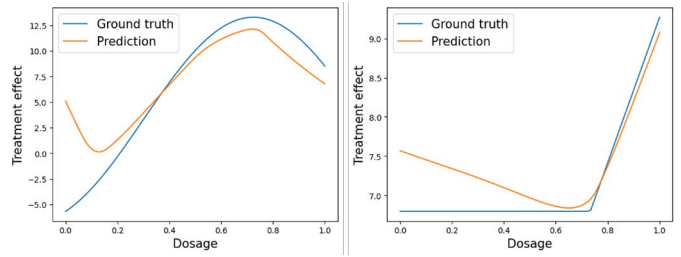 Ground truth
Prediction
Treatment effect
12.5
10.0
7.5
5.0
2.5
0.0
−2.5
−5.0
0.0 0.2 0.4 0.6 0.8 1.0
Dosage
Ground truth
Prediction
Treatment effect
9.0
8.5
8.0
7.5
7.0
0.0 0.2 0.4 0.6 0.8 1.0
Dosage